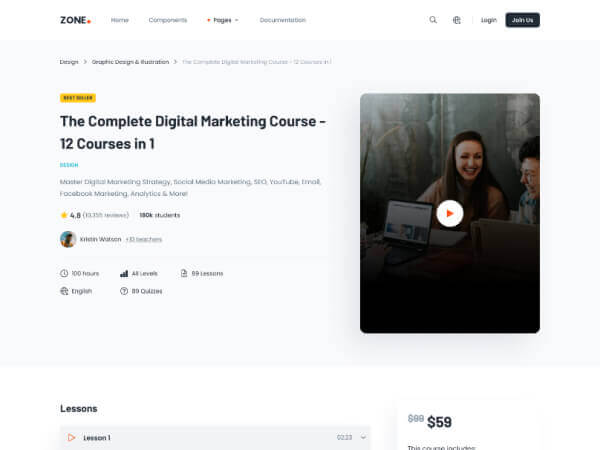 ZONE.
Home
Components
Pages
Documentation
Login
Join Us
Design > Graphic Design & Illustration > The Complete Digital Marketing Course - 12 Courses in 1
BEST SELLER
The Complete Digital Marketing Course -
12 Courses in 1
DESIGN
Master Digital Marketing Strategy, Social Media Marketing, SEO, YouTube, Email,
Facebook Marketing, Analytics & More!
4.8 (10,355 reviews) 180k students
Kristin Watson +10 teachers
100 hours All Levels 99 Lessons
English 89 Quizzes
Lessons
Lesson 1 02:23
$99 $59
This course includes: